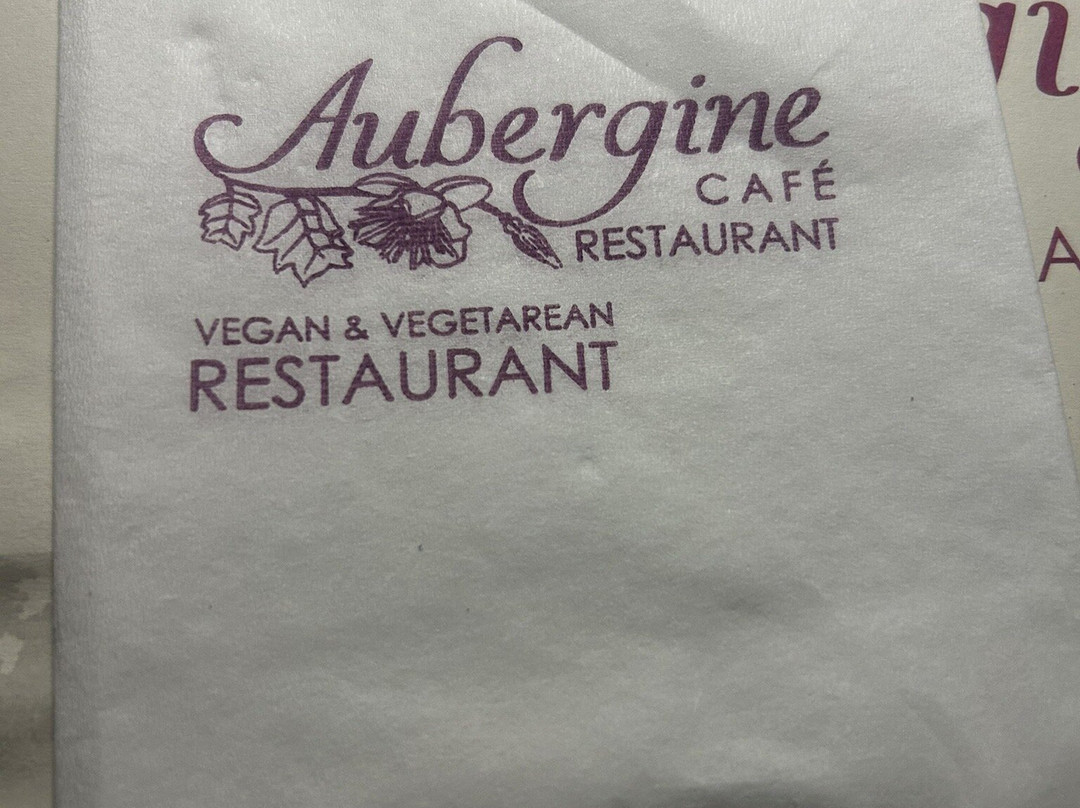 Aubergine
CAFÉ
RESTAURANT
VEGAN & VEGETAREAN
RESTAURANT